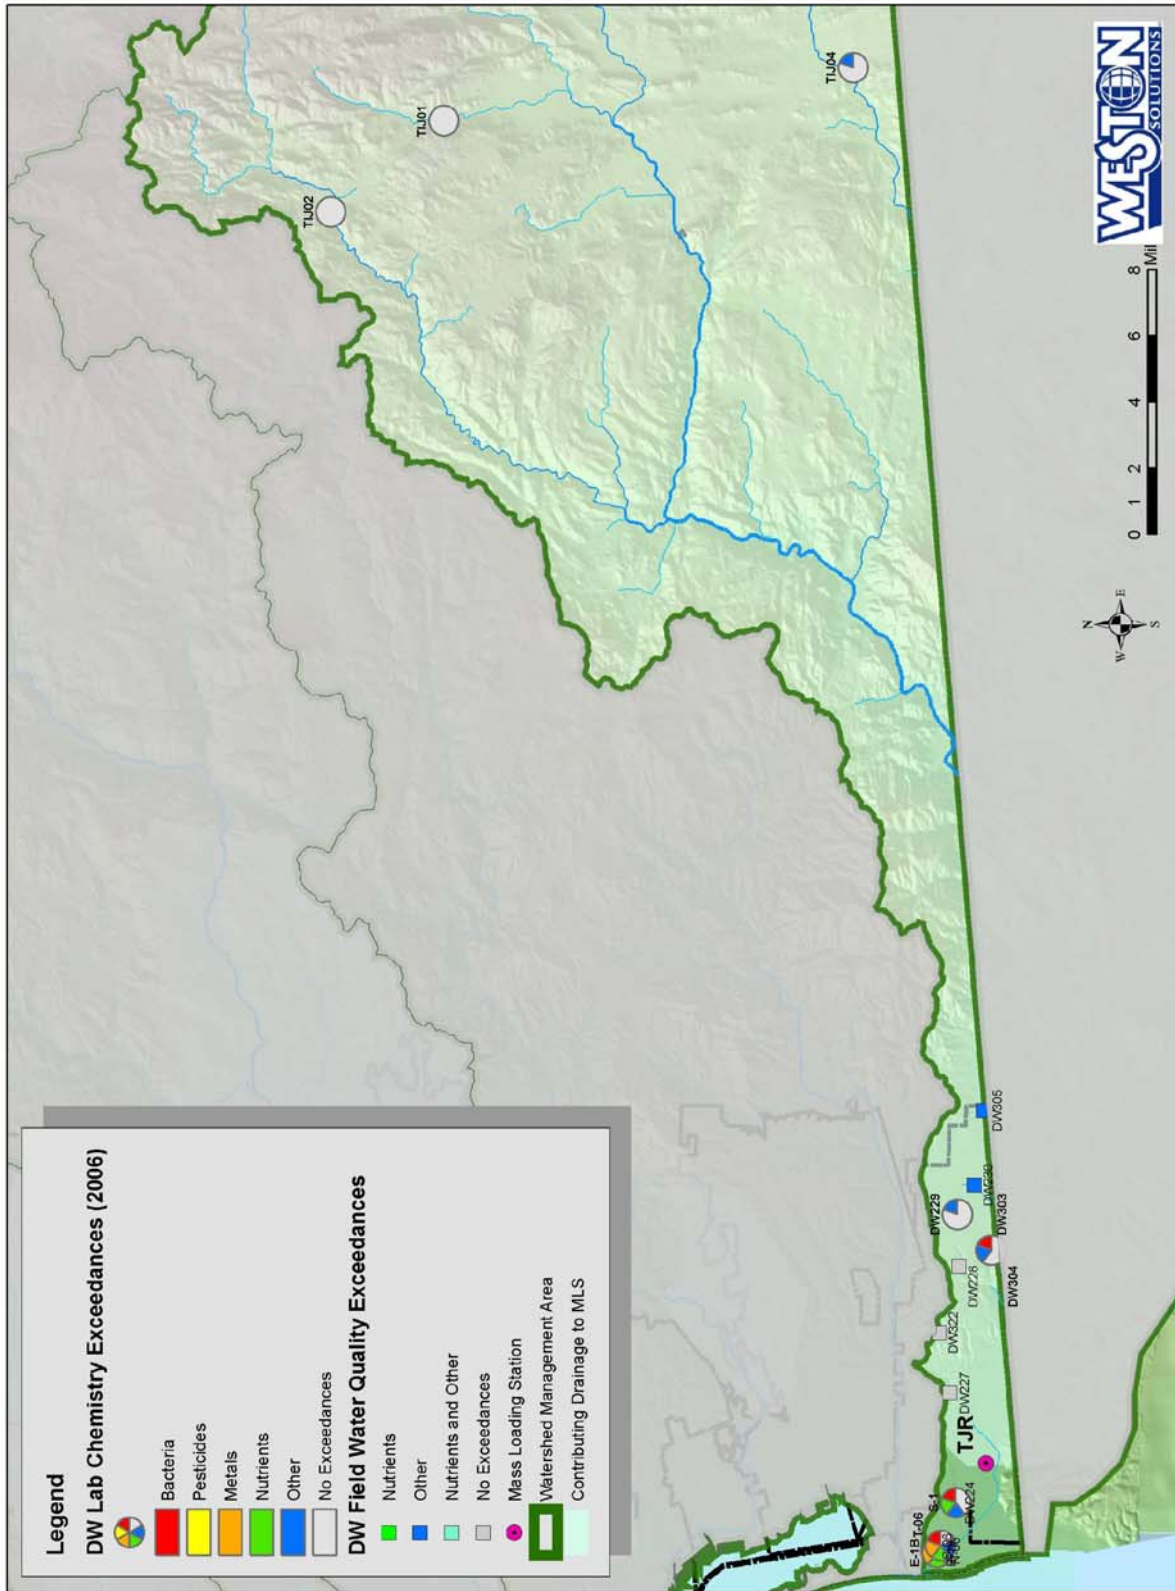 Legend
DW Lab Chemistry Exceedances (2006)
Bacteria
Pesticides
Metals
Nutrients
Other
No Exceedances
DW Field Water Quality Exceedances
Nutrients
Other
Nutrients and Other
No Exceedances
Mass Loading Station
Watershed Management Area
Contributing Drainage to MLS
TIJ02
TIJ01
TIJ04
E-1BT-06
S-1
DW224
TJR
DW227
DW322
DW228
DW229
DW230
DW303
DW304
DW305
N
W
E
S
0 1 2 4 6 8
Mil
WESTON
SOLUTIONS